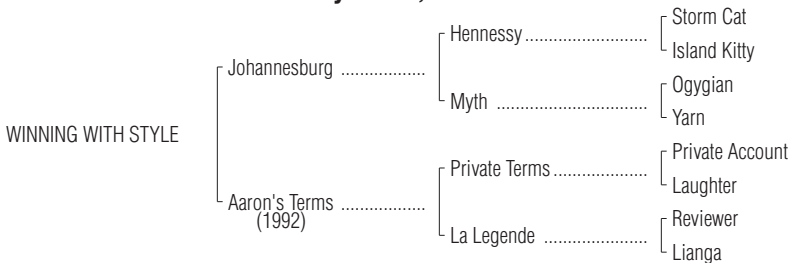 Storm Cat
Hennessy
Island Kitty
Johannesburg
Ogygian
Myth
Yarn
WINNING WITH STYLE
Private Account
Private Terms
Laughter
Aaron's Terms
(1992)
Reviewer
La Legende
Lianga